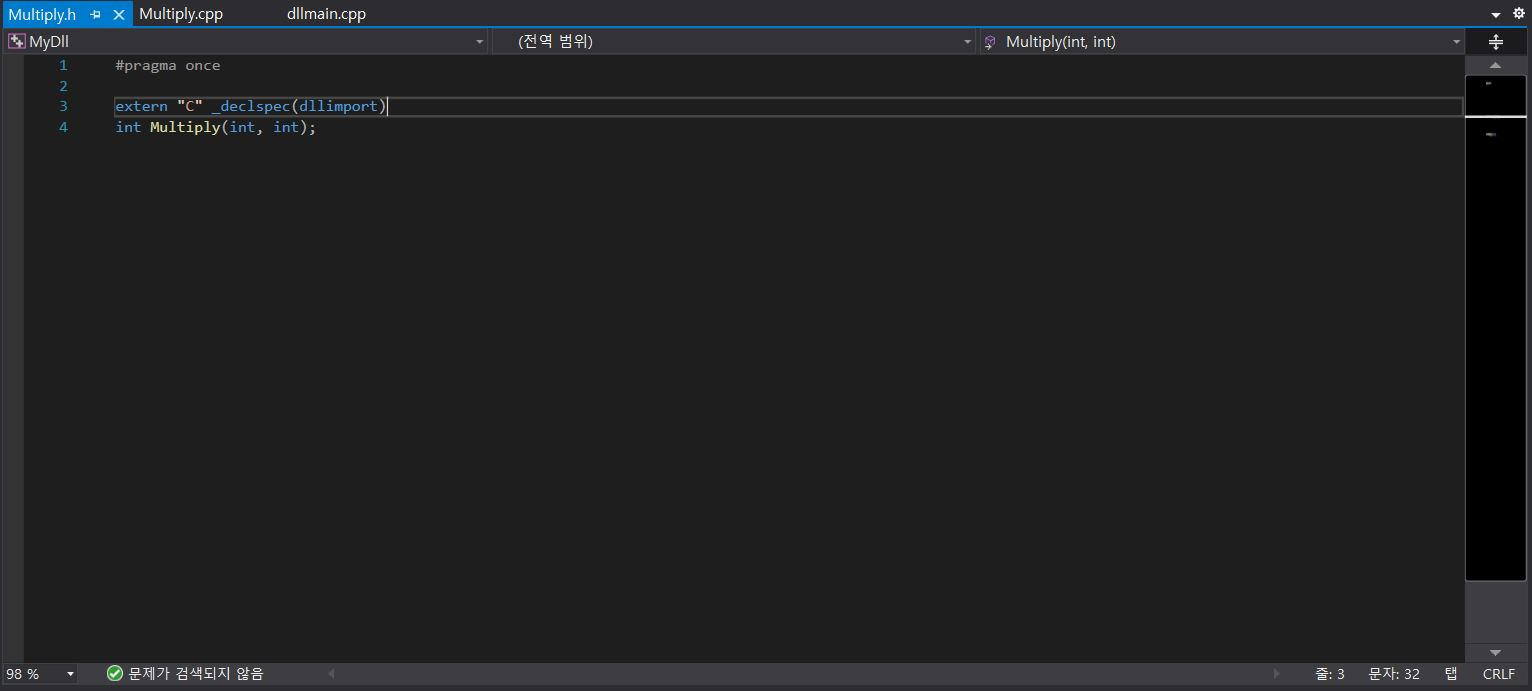 Multiply.h
Multiply.cpp
dllmain.cpp
MyDll
(전역 범위)
Multiply(int, int)
1 #pragma once
2
3 extern "C" _declspec(dllimport)
4 int Multiply(int, int);
98 %
문제가 검색되지 않음
줄: 3
문자: 32
탭
CRLF